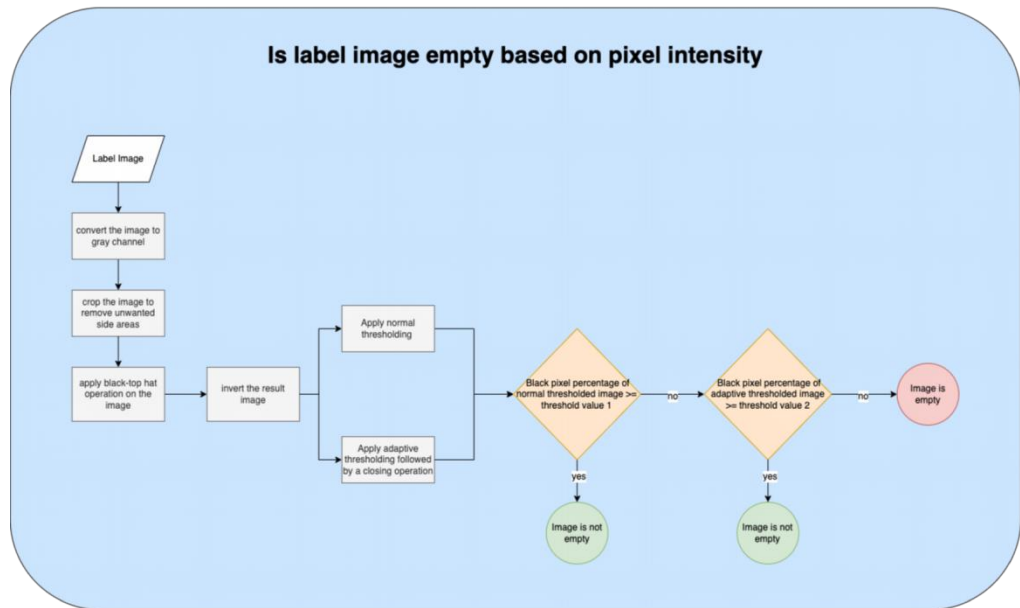 Is label image empty based on pixel intensity
Label Image
convert the image to
gray channel
crop the image to
remove unwanted
side areas
apply black-top hat
operation on the
image
invert the result
image
Apply normal
thresholding
Apply adaptive
thresholding followed
by a closing operation
Black pixel percentage of
normal thresholded image >=
threshold value 1
no
yes
Image is not
empty
Black pixel percentage of
adaptive thresholded image
>= threshold value 2
no
yes
Image is not
empty
Image is
empty